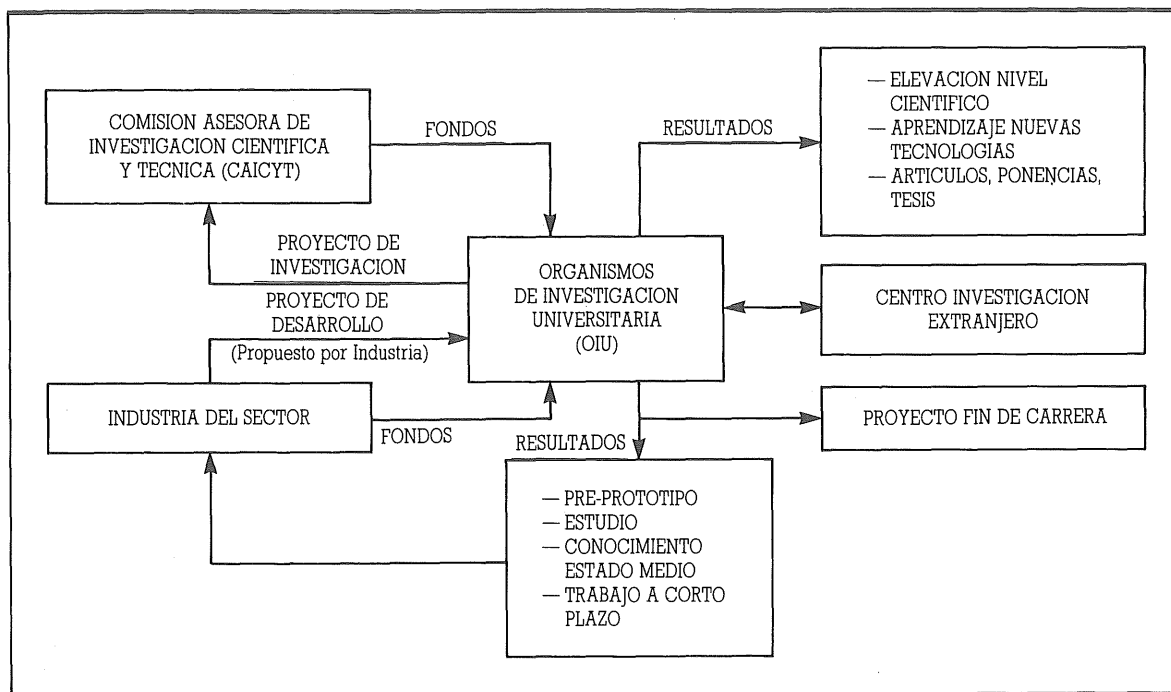 COMISION ASESORA DE
INVESTIGACION CIENTIFICA
Y TECNICA (CAICYT)
FONDOS
RESULTADOS
— ELEVACION NIVEL
CIENTIFICO
— APRENDIZAJE NUEVAS
TECNOLOGIAS
— ARTICULOS, PONENCIAS,
TESIS
PROYECTO DE
INVESTIGACION
PROYECTO DE
DESARROLLO
(Propuesto por Industria)
ORGANISMOS
DE INVESTIGACION
UNIVERSITARIA
(OIU)
CENTRO INVESTIGACION
EXTRANJERO
INDUSTRIA DEL SECTOR
FONDOS
PROYECTO FIN DE CARRERA
RESULTADOS
— PRE-PROTOTIPO
— ESTUDIO
— CONOCIMIENTO
ESTADO MEDIO
— TRABAJO A CORTO
PLAZO